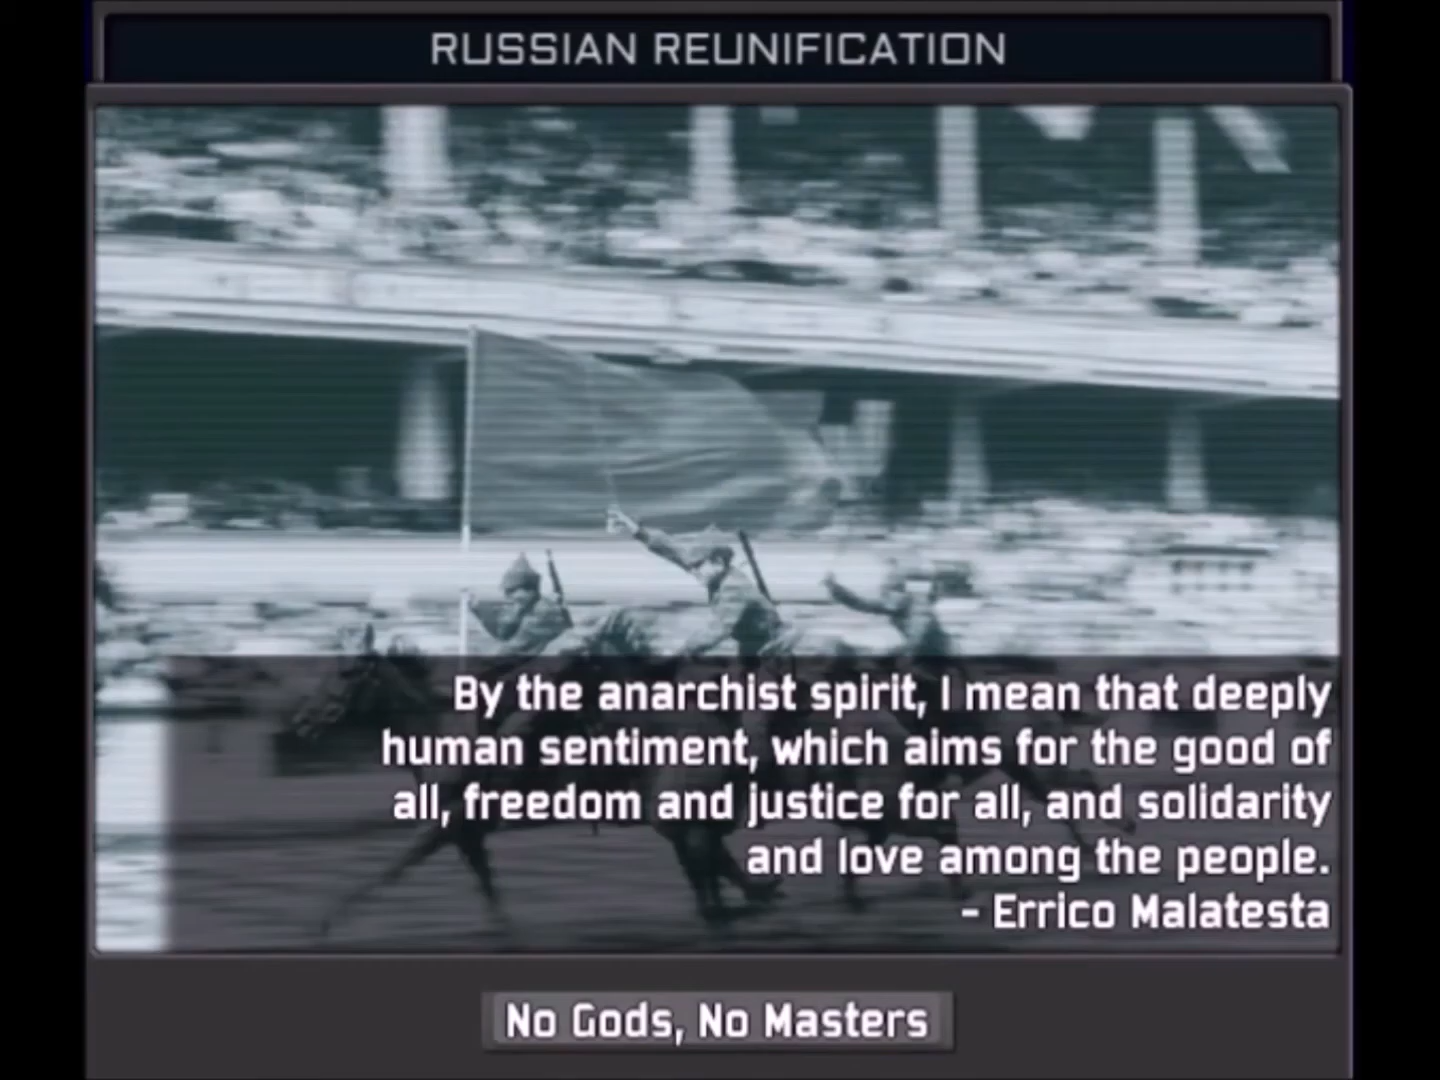 RUSSIAN REUNIFICATION
By the anarchist spirit, I mean that deeply
human sentiment, which aims for the good of
all, freedom and justice for all, and solidarity
and love among the people.
- Errico Malatesta
No Gods, No Masters